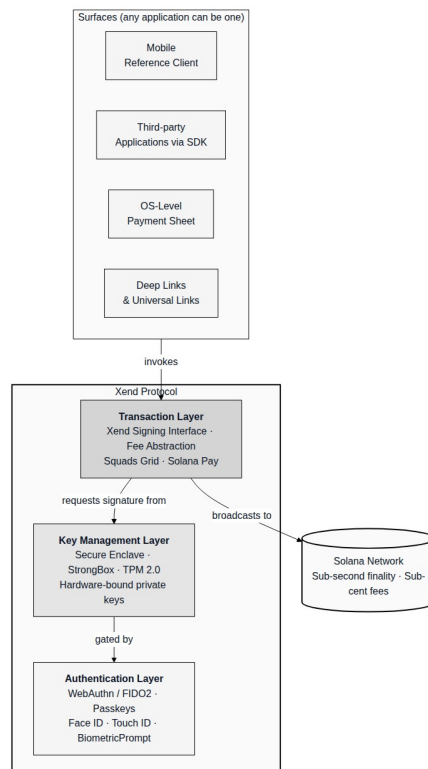 Surfaces (any application can be one)
Mobile
Reference Client
Third-party
Applications via SDK
OS-Level
Payment Sheet
Deep Links
& Universal Links
invokes
Xend Protocol
Transaction Layer
Xend Signing Interface ·
Fee Abstraction
Squads Grid · Solana Pay
requests signature from
broadcasts to
Key Management Layer
Secure Enclave ·
StrongBox · TPM 2.0
Hardware-bound private
keys
Solana Network
Sub-second finality · Sub-
cent fees
gated by
Authentication Layer
WebAuthn / FIDO2 ·
Passkeys
Face ID · Touch ID ·
BiometricPrompt